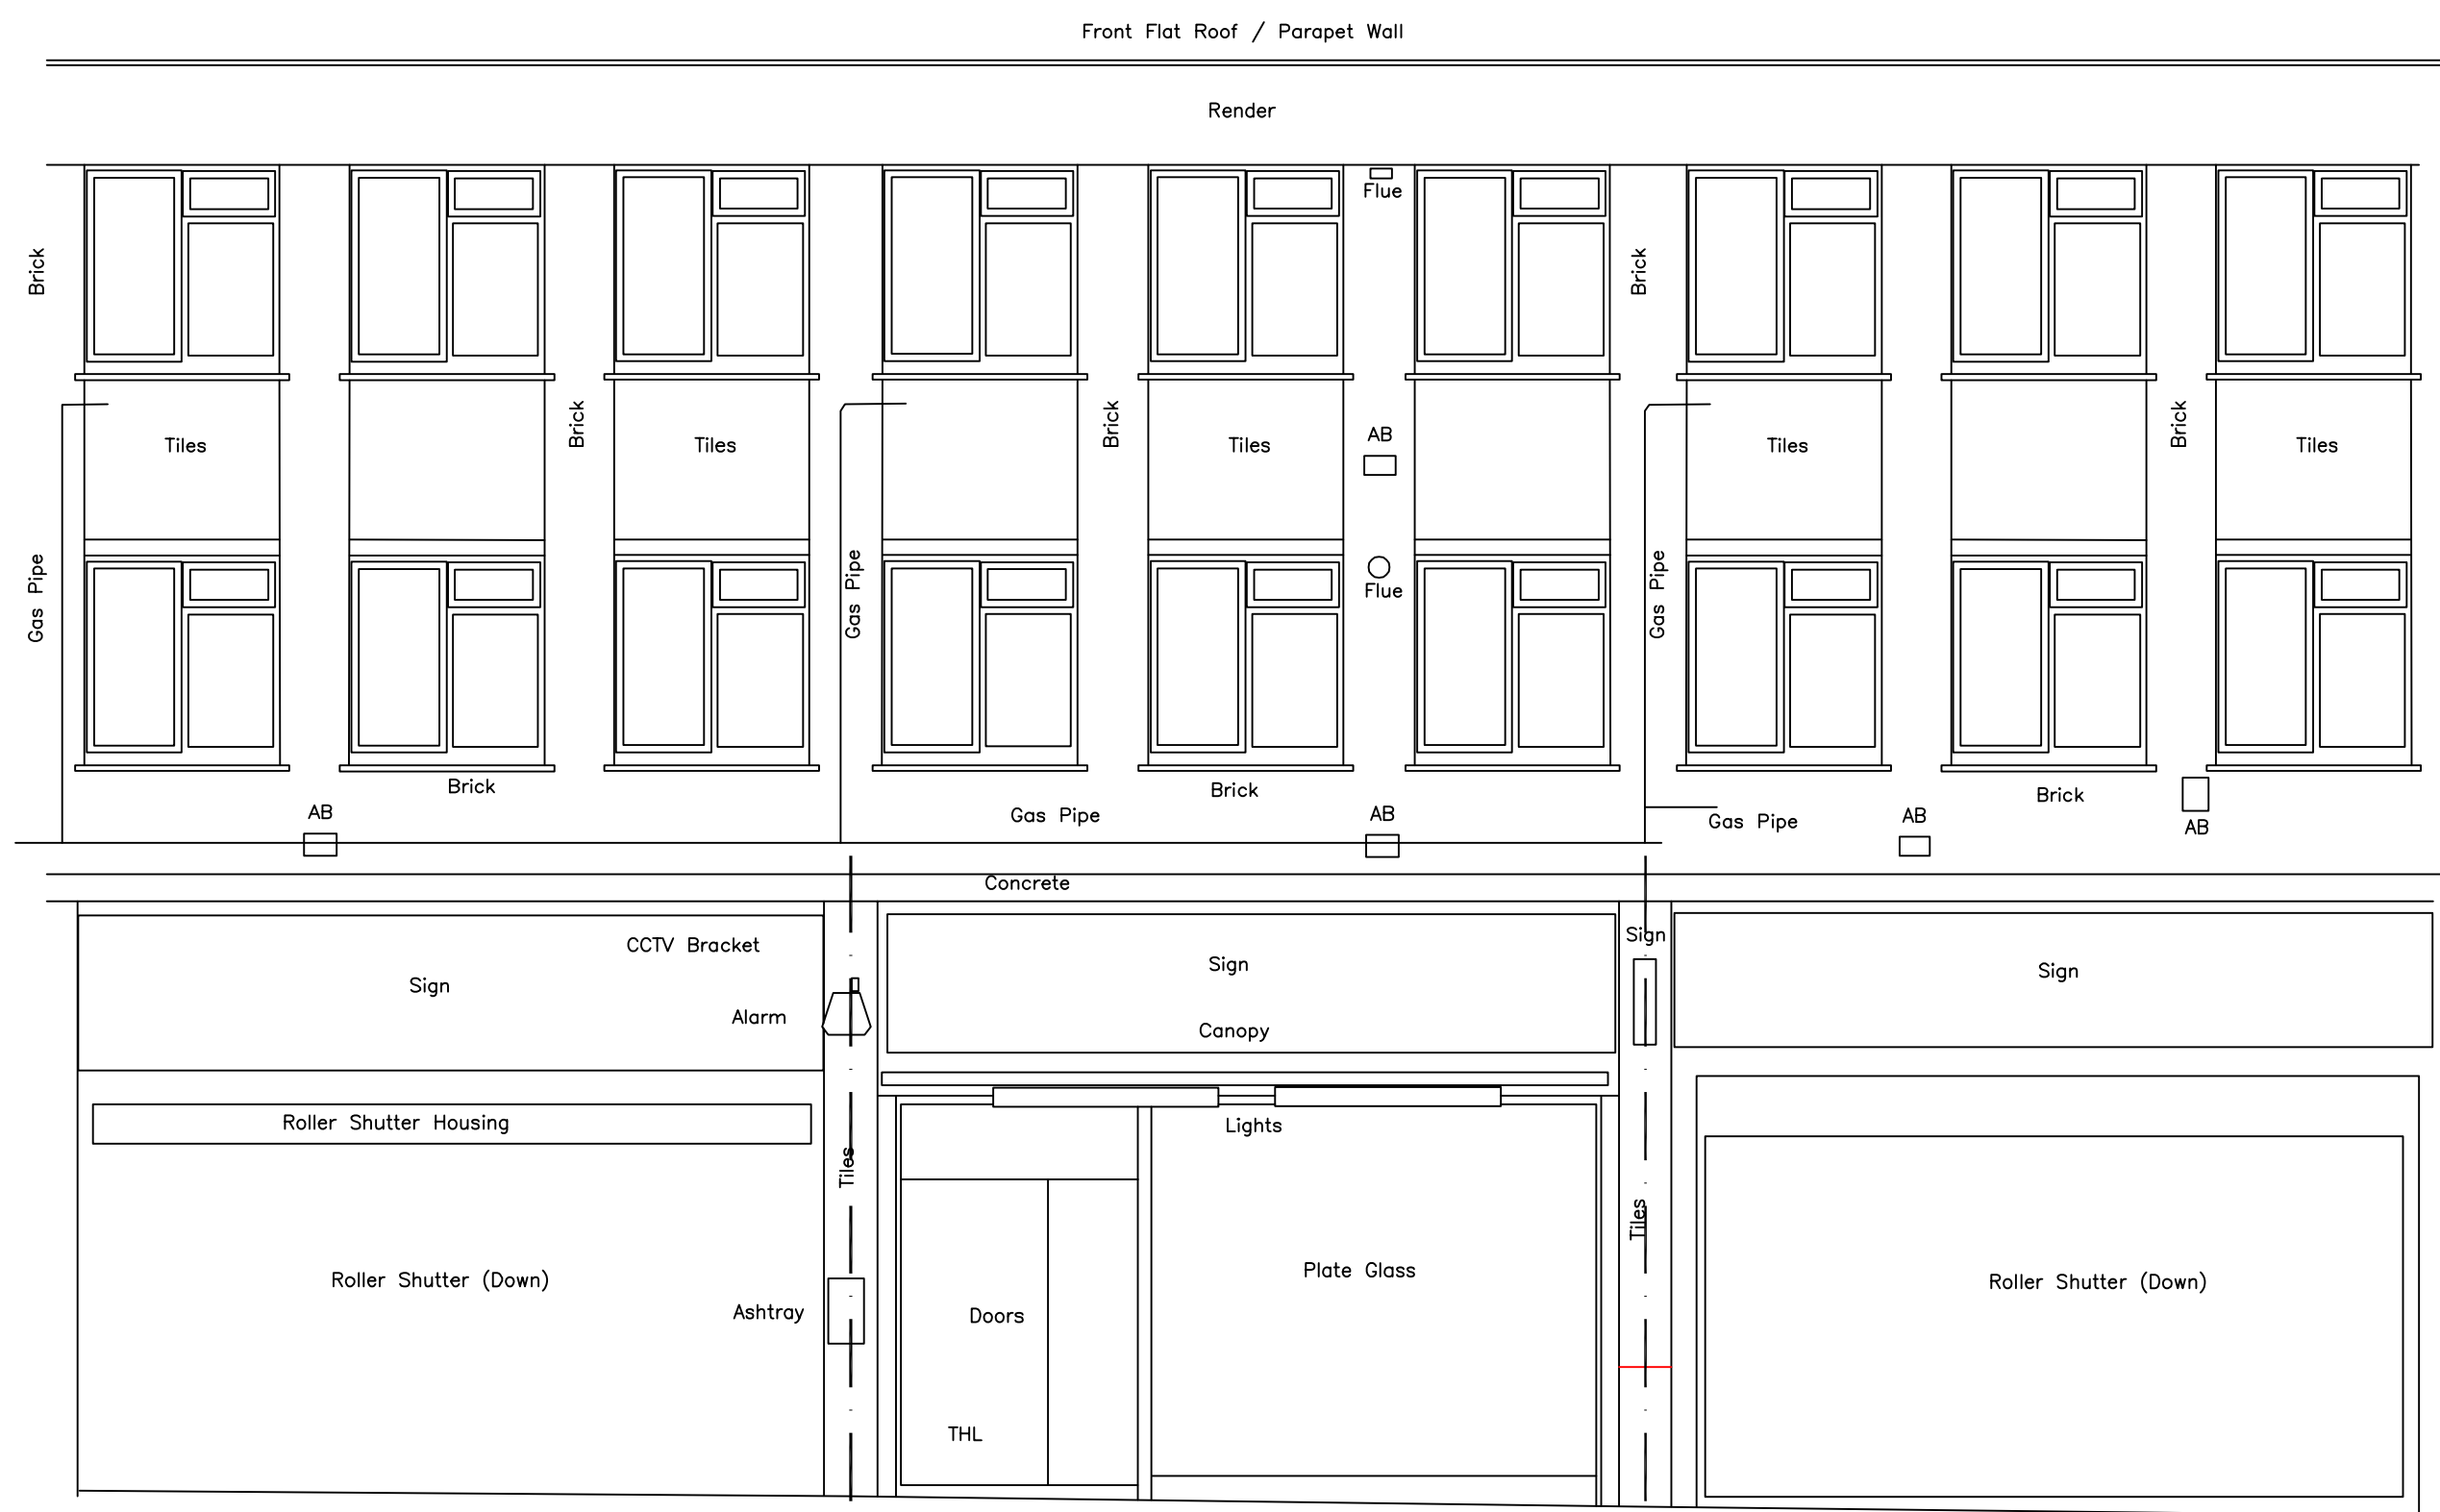 Front Flat Roof / Parapet Wall
Render
Flue
Brick
Brick
Brick
Brick
Brick
AB
Tiles
Tiles
Tiles
Tiles
Tiles
Gas Pipe
Gas Pipe
Flue
Gas Pipe
Brick
Brick
Brick
AB
Gas Pipe
AB
Gas Pipe
AB
AB
Concrete
CCTV Bracket
Sign
Sign
Sign
Sign
Alarm
Canopy
Roller Shutter Housing
Lights
Tiles
Tiles
Roller Shutter (Down)
Plate Glass
Roller Shutter (Down)
Ashtray
Doors
THL